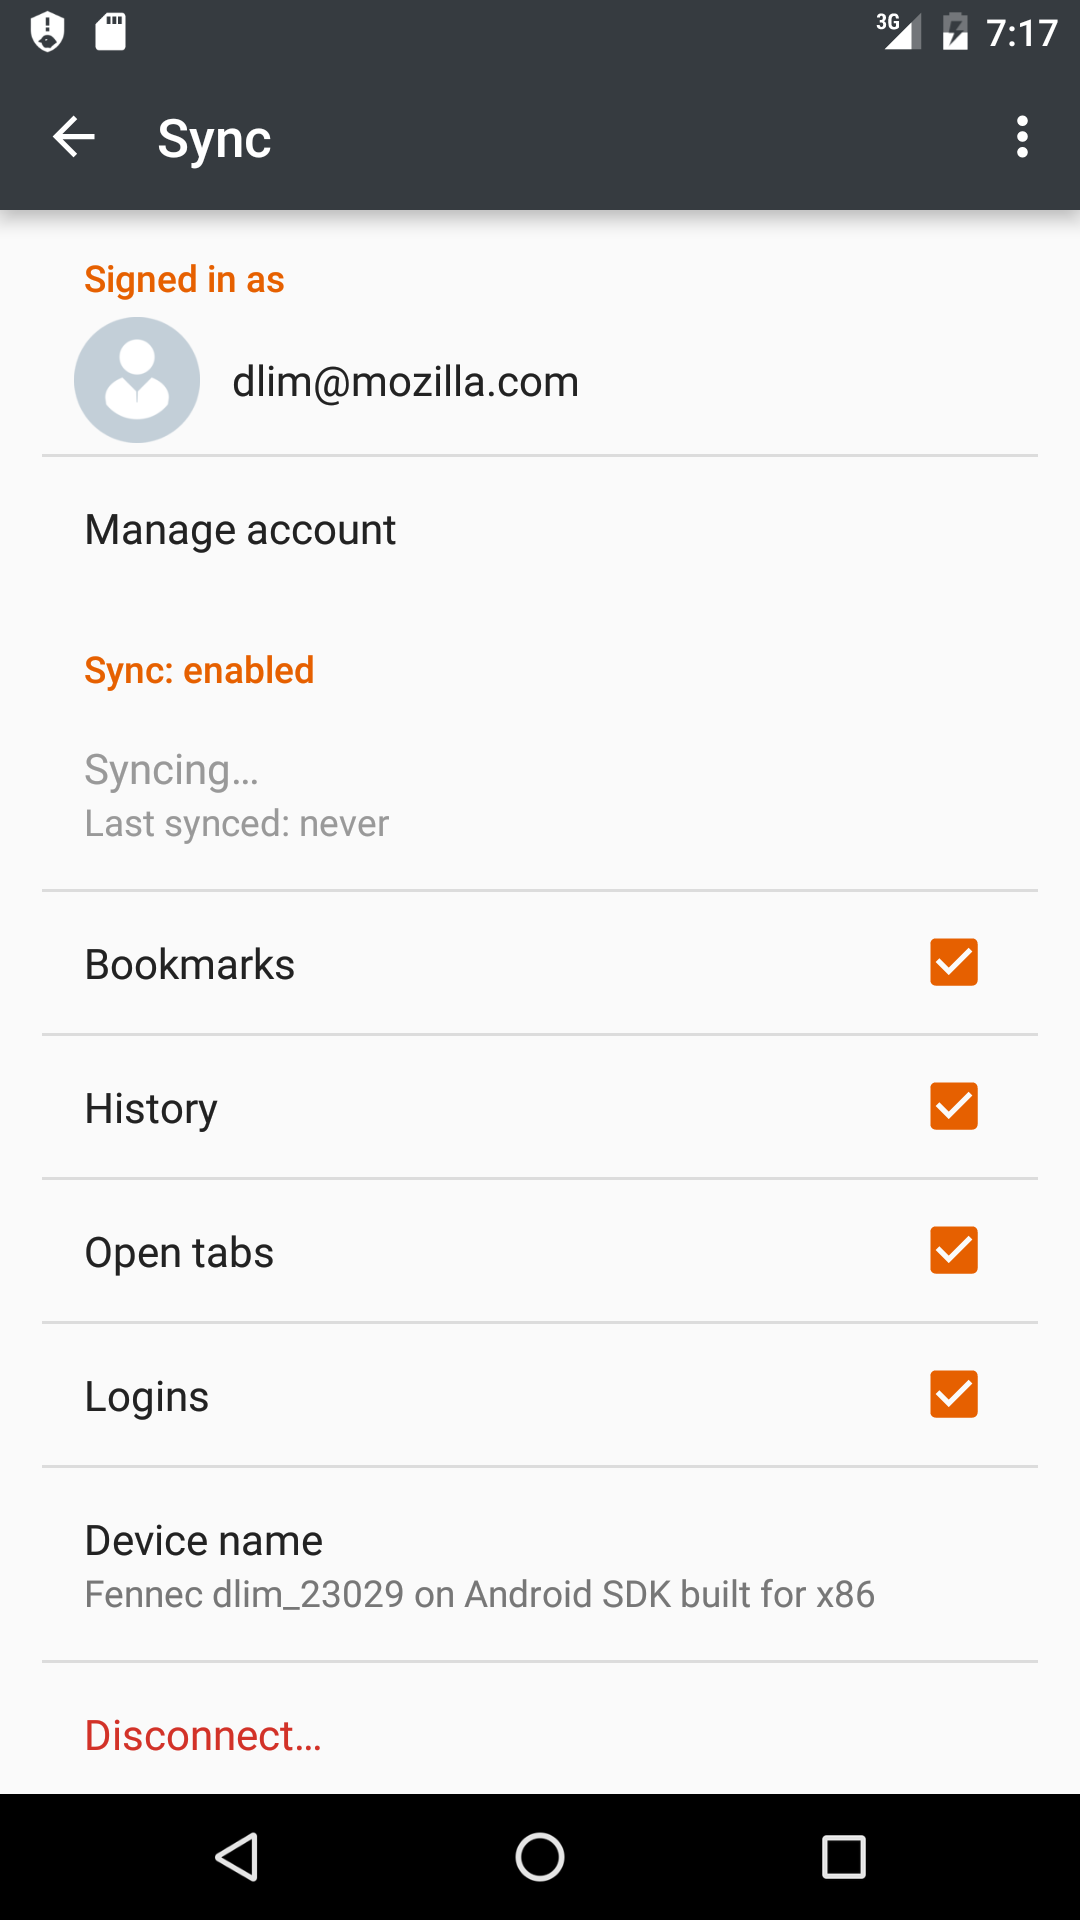 3G 7:17
Sync
Signed in as
dlim@mozilla.com
Manage account
Sync: enabled
Syncing…
Last synced: never
Bookmarks
History
Open tabs
Logins
Device name
Fennec dlim_23029 on Android SDK built for x86
Disconnect…